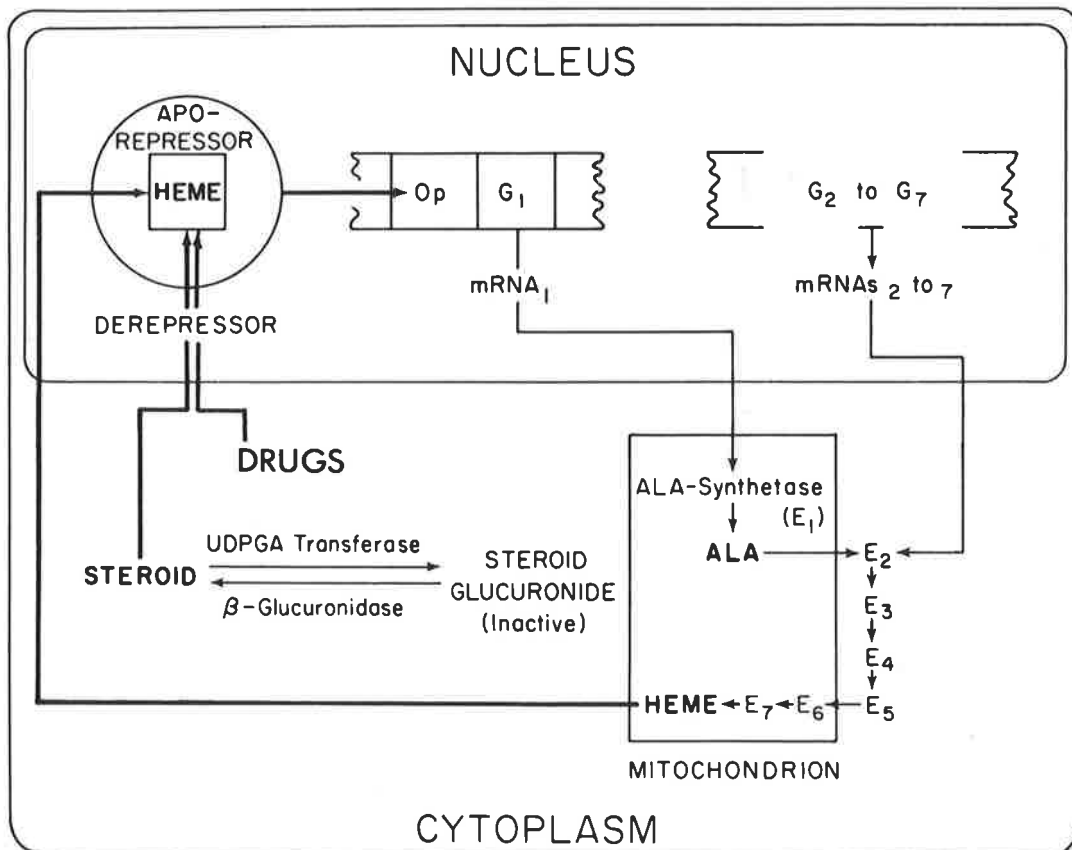 NUCLEUS
APO-
REPRESSOR
HEME
Op
G₁
G₂ to G₇
mRNA₁
mRNAs ₂ to ₇
DEREPRESSOR
DRUGS
ALA-Synthetase
(E₁)
ALA
E₂
UDPGA Transferase
STEROID
β-Glucuronidase
STEROID
GLUCURONIDE
(Inactive)
E₃
E₄
HEME
E₇
E₆
E₅
MITOCHONDRION
CYTOPLASM